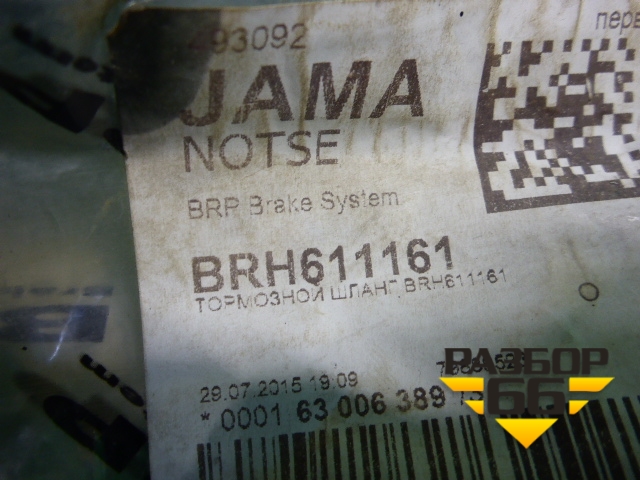 493092
перв
JAMA
NOTSE
BRP Brake System
BRH611161
ТОРМОЗНОЙ ШЛАНГ BRH611161
29.07.2015 19:09
РАЗБОР
66
*0001 63 006 389